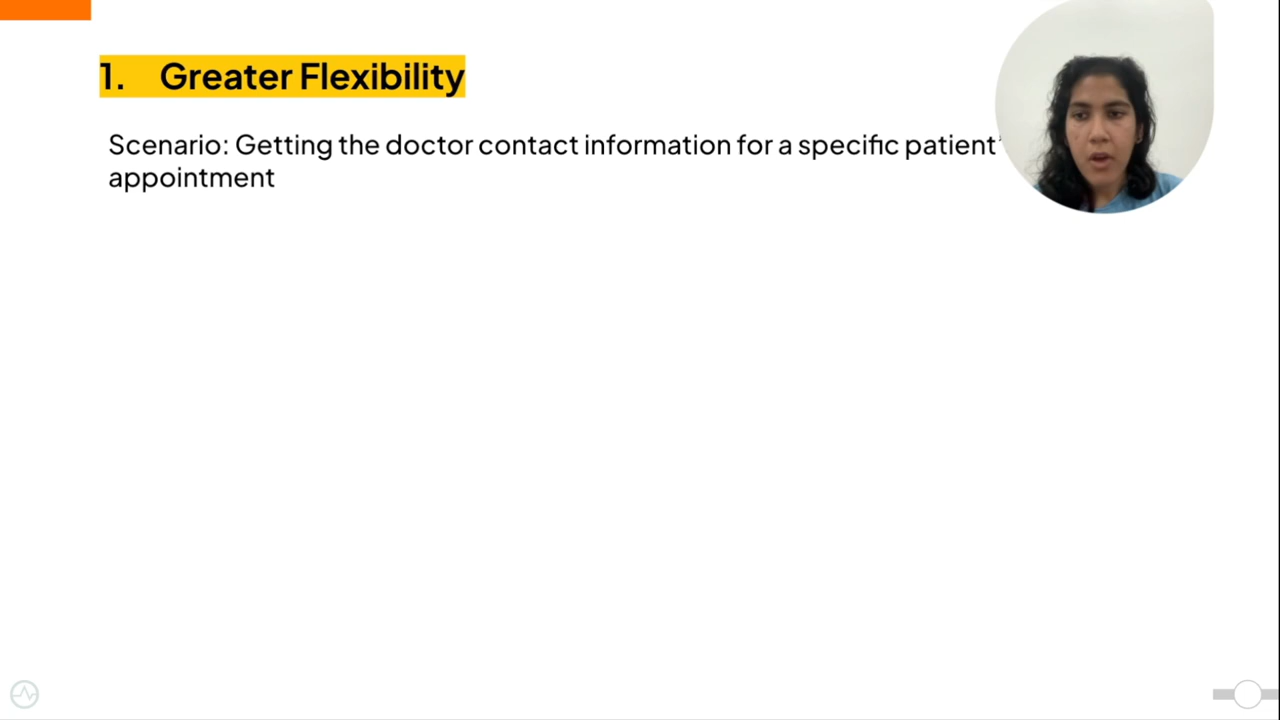 1. Greater Flexibility
Scenario: Getting the doctor contact information for a specific patient'
appointment